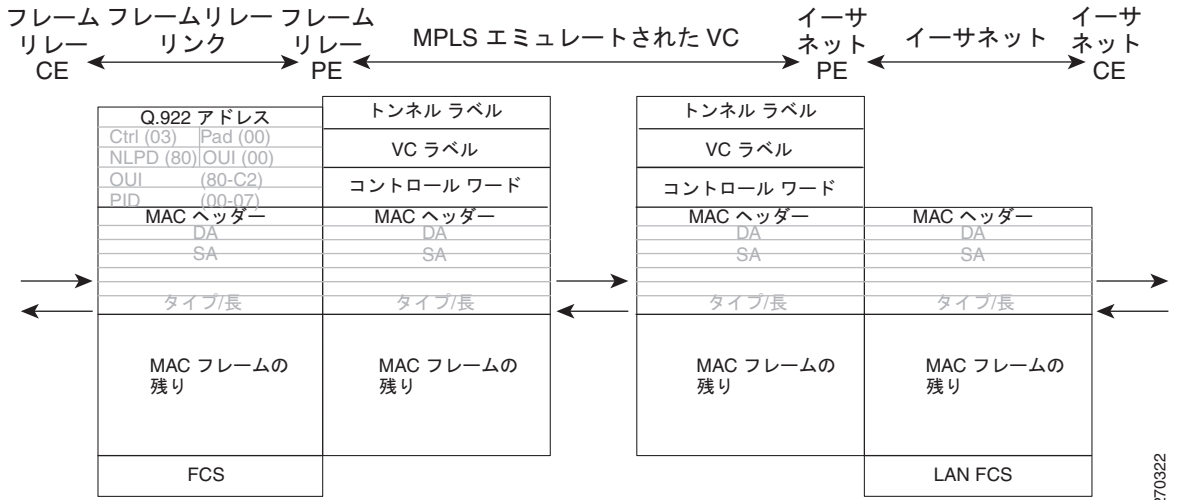 フレーム
リレー
CE
フレームリレー
リンク
フレーム
リレー
PE
MPLS エミュレートされた VC
イーサ
ネット
PE
イーサネット
イーサ
ネット
CE
Q.922 アドレス
Ctrl (03) Pad (00)
NLPD (80) OUI (00)
OUI (80-C2)
PID (00-07)
MAC ヘッダー
DA
SA
タイプ/長
MAC フレームの
残り
FCS
トンネル ラベル
VC ラベル
コントロール ワード
MAC ヘッダー
DA
SA
タイプ/長
MAC フレームの
残り
トンネル ラベル
VC ラベル
コントロール ワード
MAC ヘッダー
DA
SA
タイプ/長
MAC フレームの
残り
MAC ヘッダー
DA
SA
タイプ/長
MAC フレームの
残り
LAN FCS
270322